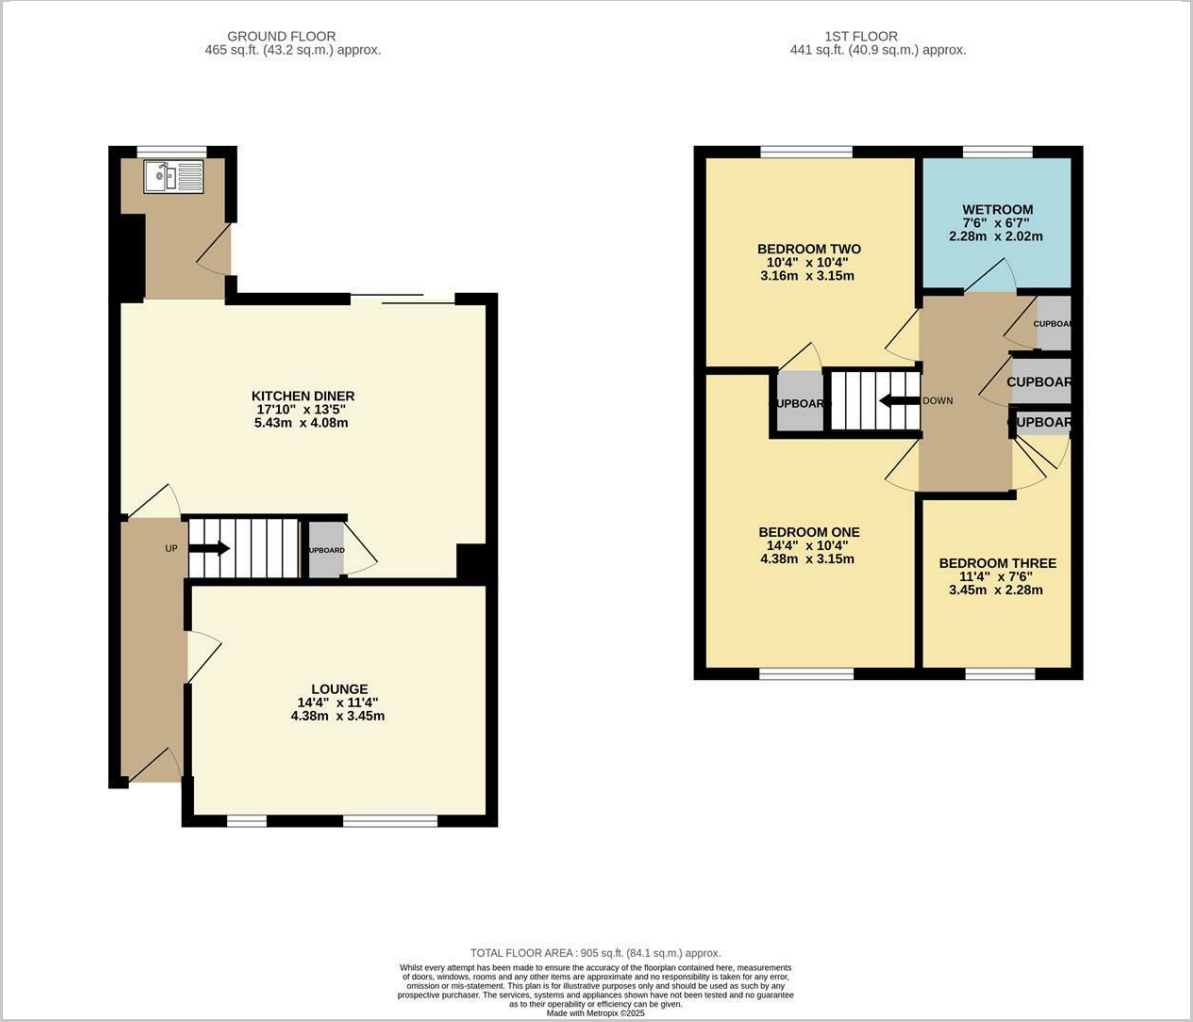 GROUND FLOOR
465 sq.ft. (43.2 sq.m.) approx.
1ST FLOOR
441 sq.ft. (40.9 sq.m.) approx.
KITCHEN DINER
17'10" x 13'5"
5.43m x 4.08m
UP
UPBOARD
LOUNGE
14'4" x 11'4"
4.38m x 3.45m
BEDROOM TWO
10'4" x 10'4"
3.16m x 3.15m
WETROOM
7'6" x 6'7"
2.28m x 2.02m
CUPBOAR
CUPBOAR
UPBOARD
DOWN
CUPBOAR
BEDROOM ONE
14'4" x 10'4"
4.38m x 3.15m
BEDROOM THREE
11'4" x 7'6"
3.45m x 2.28m
TOTAL FLOOR AREA : 905 sq.ft. (84.1 sq.m.) approx.
Whilst every attempt has been made to ensure the accuracy of the floorplan contained here, measurements
of doors, windows, rooms and any other items are approximate and no responsibility is taken for any error,
omission or mis-statement. This plan is for illustrative purposes only and should be used as such by any
prospective purchaser. The services, systems and appliances shown have not been tested and no guarantee
as to their operability or efficiency can be given.
Made with Metropix ©2025